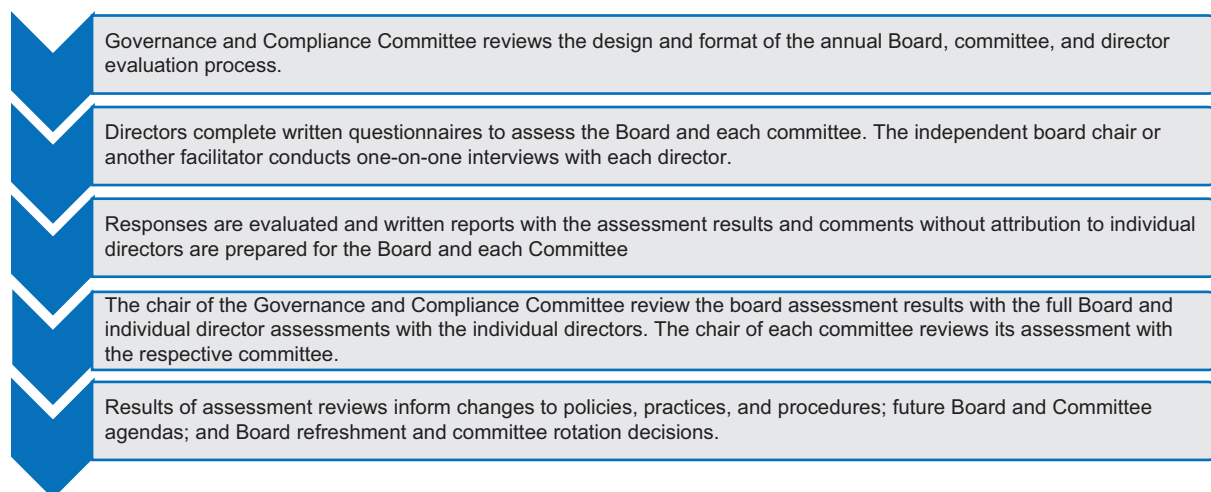 Governance and Compliance Committee reviews the design and format of the annual Board, committee, and director
evaluation process.
Directors complete written questionnaires to assess the Board and each committee. The independent board chair or
another facilitator conducts one-on-one interviews with each director.
Responses are evaluated and written reports with the assessment results and comments without attribution to individual
directors are prepared for the Board and each Committee
The chair of the Governance and Compliance Committee review the board assessment results with the full Board and
individual director assessments with the individual directors. The chair of each committee reviews its assessment with
the respective committee.
Results of assessment reviews inform changes to policies, practices, and procedures; future Board and Committee
agendas; and Board refreshment and committee rotation decisions.